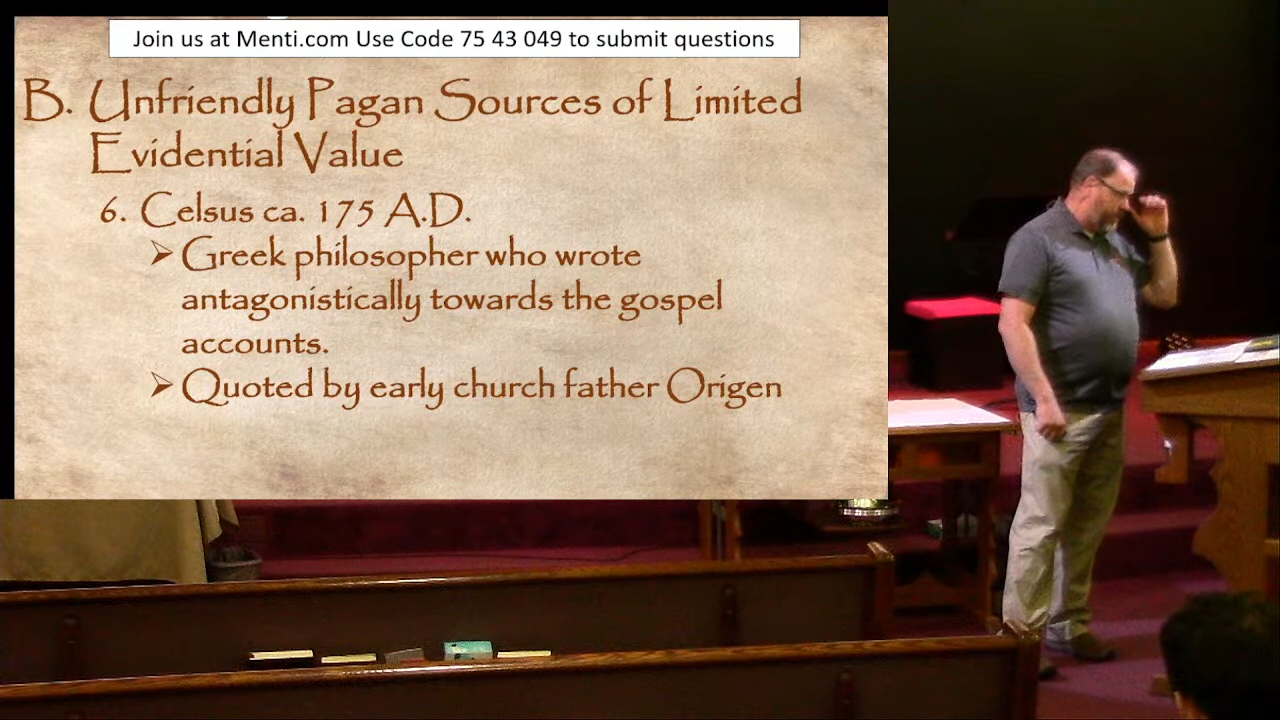 Join us at Menti.com Use Code 75 43 049 to submit questions
B. Unfriendly Pagan Sources of Limited
Evidential Value
6. Celsus ca. 175 A.D.
➢ Greek philosopher who wrote
antagonistically towards the gospel
accounts.
➢ Quoted by early church father Origen